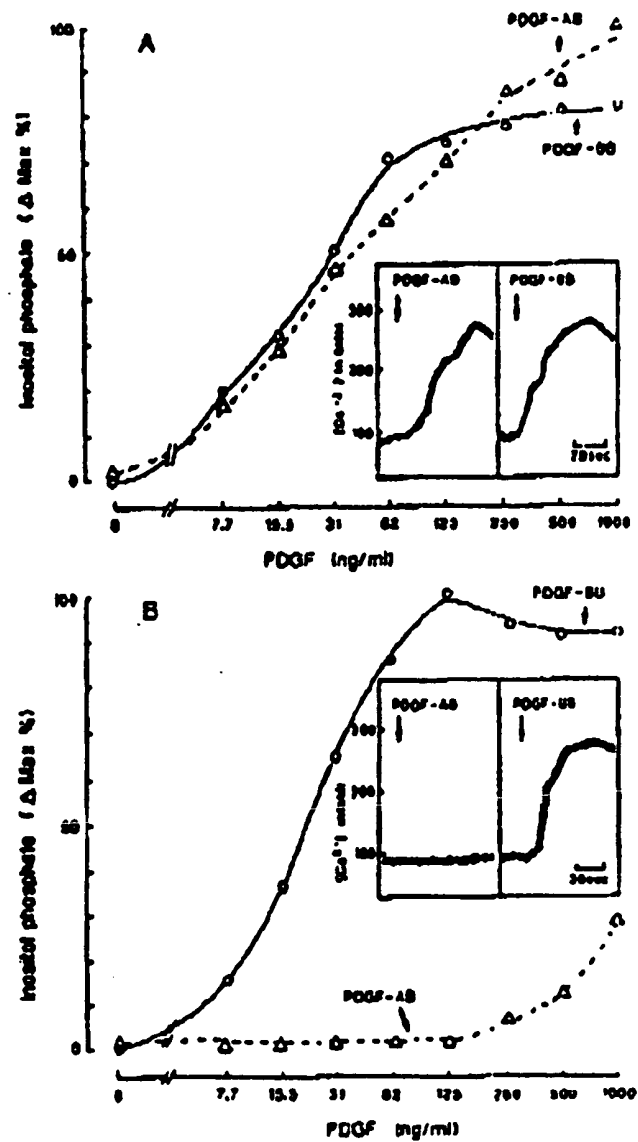 A
PDGF-AB
PDGF-BB
Inositol phosphate (Δ Max %)
100
50
0
PDGF-AB
PDGF-BB
300
200
100
0
7.7
15.5
31
62
125
250
500
1000
PDGF (ng/ml)
B
PDGF-BB
Inositol phosphate (Δ Max %)
100
50
0
PDGF-AB
PDGF-BB
300
200
100
30sec
PDGF-AB
0
7.7
15.5
31
62
125
250
500
1000
PDGF (ng/ml)